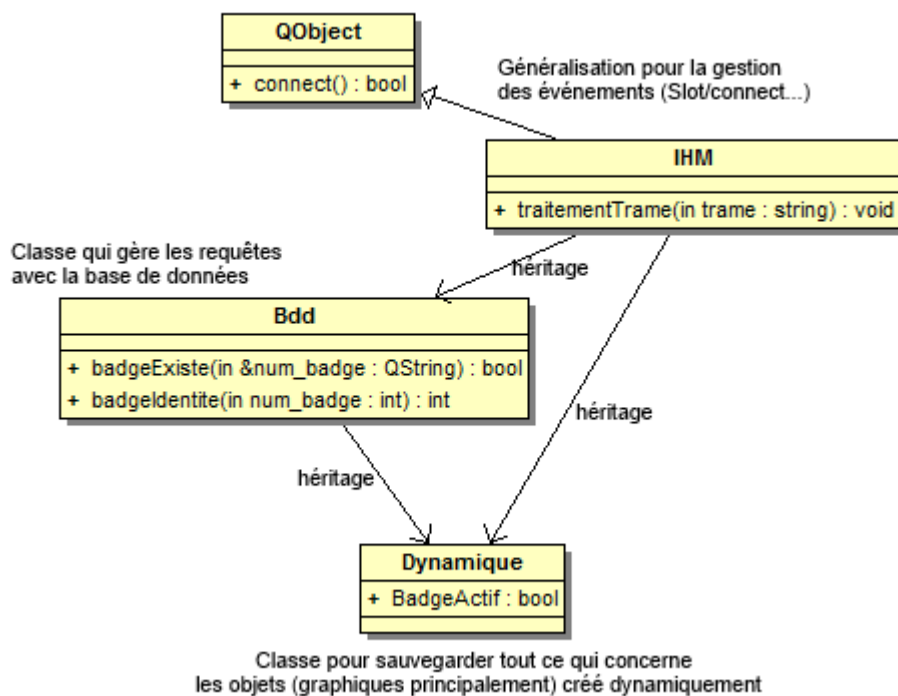 QObject
+ connect() : bool
Généralisation pour la gestion
des événements (Slot/connect...)
IHM
+ traitementTrame(in trame : string) : void
héritage
Classe qui gère les requêtes
avec la base de données
Bdd
+ badgeExiste(in &num_badge : QString) : bool
+ badgeIdentite(in num_badge : int) : int
héritage
héritage
Dynamique
+ BadgeActif : bool
Classe pour sauvegarder tout ce qui concerne
les objets (graphiques principalement) créé dynamiquement